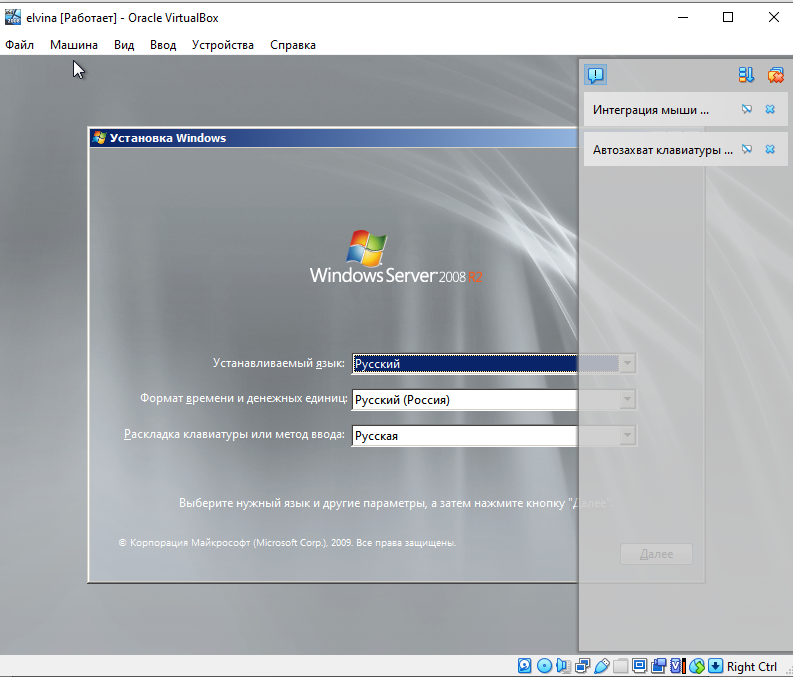 elvina [Работает] - Oracle VirtualBox
Файл Машина Вид Ввод Устройства Справка
Интеграция мыши ...
Автозахват клавиатуры ...
Установка Windows
Windows Server 2008 R2
Устанавливаемый язык: Русский
Формат времени и денежных единиц: Русский (Россия)
Раскладка клавиатуры или метод ввода: Русская
Выберите нужный язык и другие параметры, а затем нажмите кнопку "Далее".
© Корпорация Майкрософт (Microsoft Corp.), 2009. Все права защищены.
Далее
Right Ctrl